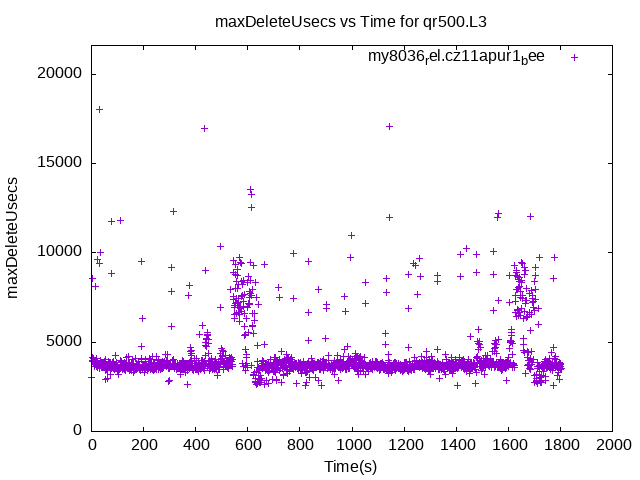 maxDeleteUsecs vs Time for qr500.L3
my8036rel.cz11apur1bee
20000
15000
10000
5000
0
maxDeleteUsecs
0 200 400 600 800 1000 1200 1400 1600 1800 2000
Time(s)